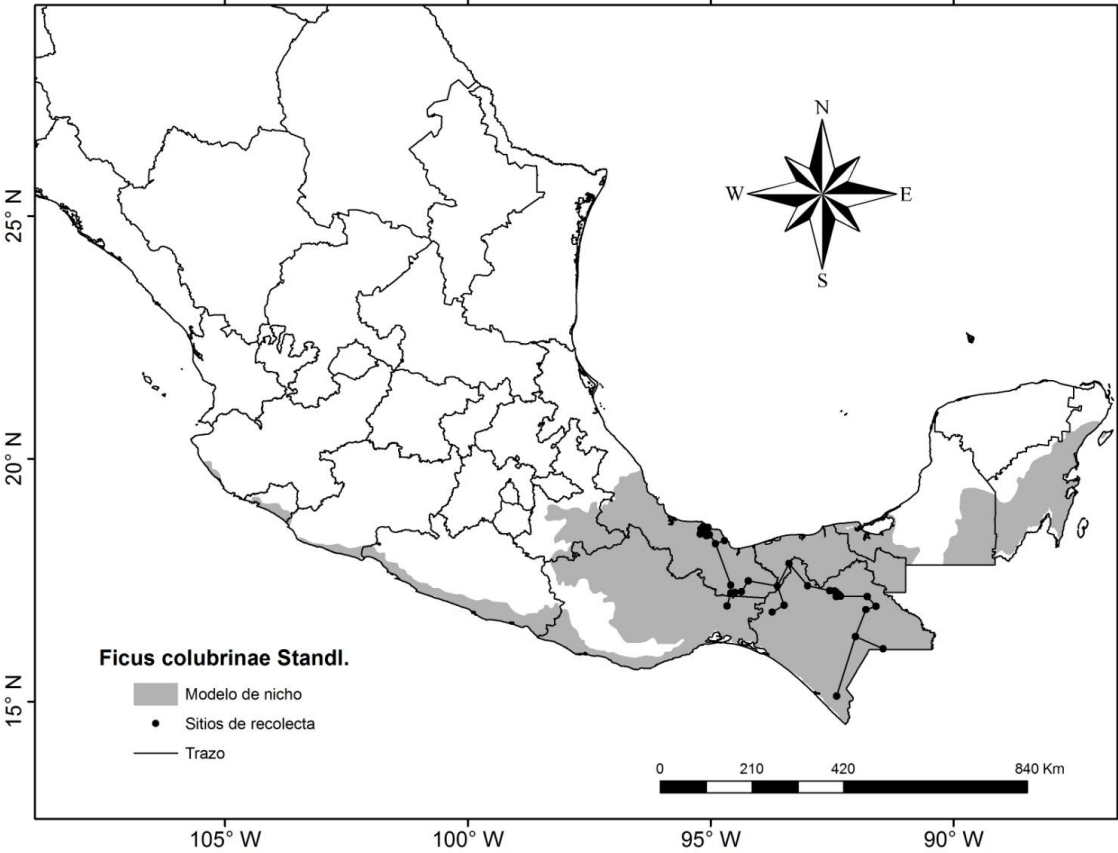 N
W E
S
25° N
20° N
15° N
Ficus colubrinae Standl.
Modelo de nicho
Sitios de recolecta
Trazo
0 210 420 840 Km
105° W 100° W 95° W 90° W